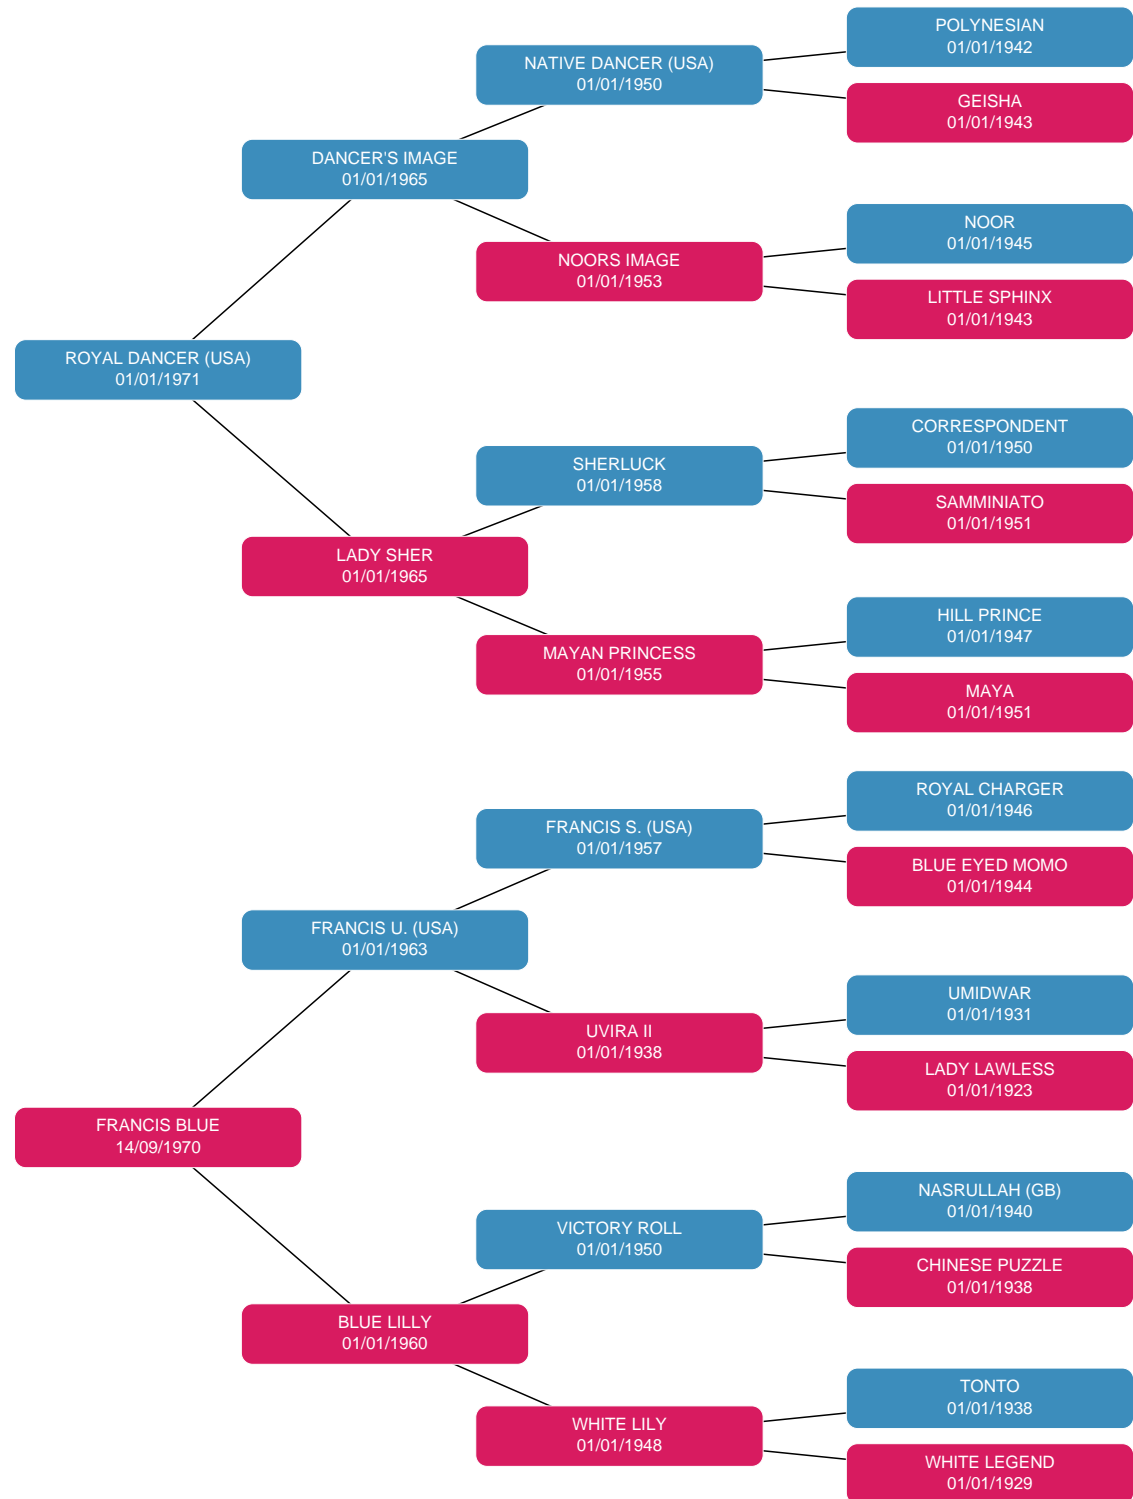 POLYNESIAN
01/01/1942
NATIVE DANCER (USA)
01/01/1950
GEISHA
01/01/1943
DANCER'S IMAGE
01/01/1965
NOOR
01/01/1945
NOORS IMAGE
01/01/1953
LITTLE SPHINX
01/01/1943
ROYAL DANCER (USA)
01/01/1971
CORRESPONDENT
01/01/1950
SHERLUCK
01/01/1958
SAMMINIATO
01/01/1951
LADY SHER
01/01/1965
HILL PRINCE
01/01/1947
MAYAN PRINCESS
01/01/1955
MAYA
01/01/1951
ROYAL CHARGER
01/01/1946
FRANCIS S. (USA)
01/01/1957
BLUE EYED MOMO
01/01/1944
FRANCIS U. (USA)
01/01/1963
UMIDWAR
01/01/1931
UVIRA II
01/01/1938
LADY LAWLESS
01/01/1923
FRANCIS BLUE
14/09/1970
NASRULLAH (GB)
01/01/1940
VICTORY ROLL
01/01/1950
CHINESE PUZZLE
01/01/1938
BLUE LILLY
01/01/1960
TONTO
01/01/1938
WHITE LILY
01/01/1948
WHITE LEGEND
01/01/1929